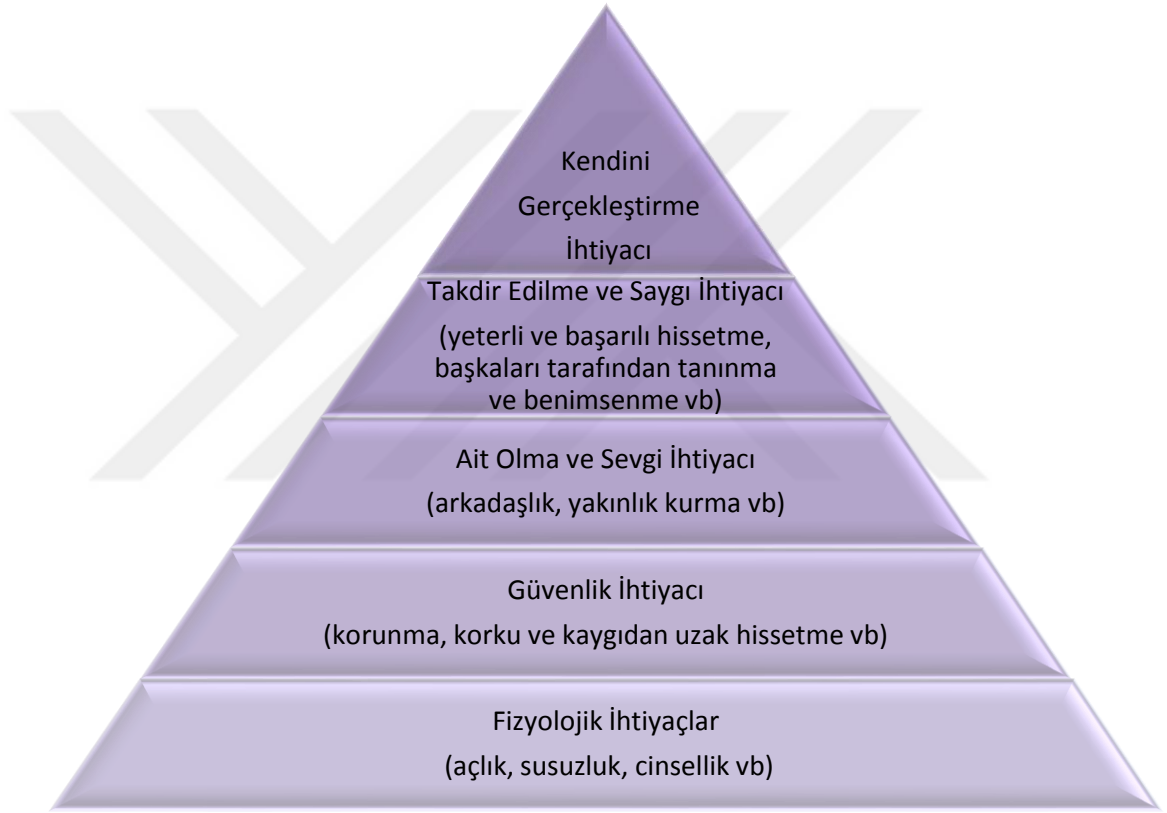 Kendini
Gerçekleştirme
İhtiyacı
Takdir Edilme ve Saygı İhtiyacı
(yeterli ve başarılı hissetme,
başkaları tarafından tanınma
ve benimsenme vb)
Ait Olma ve Sevgi İhtiyacı
(arkadaşlık, yakınlık kurma vb)
Güvenlik İhtiyacı
(korunma, korku ve kaygıdan uzak hissetme vb)
Fizyolojik İhtiyaçlar
(açlık, susuzluk, cinsellik vb)